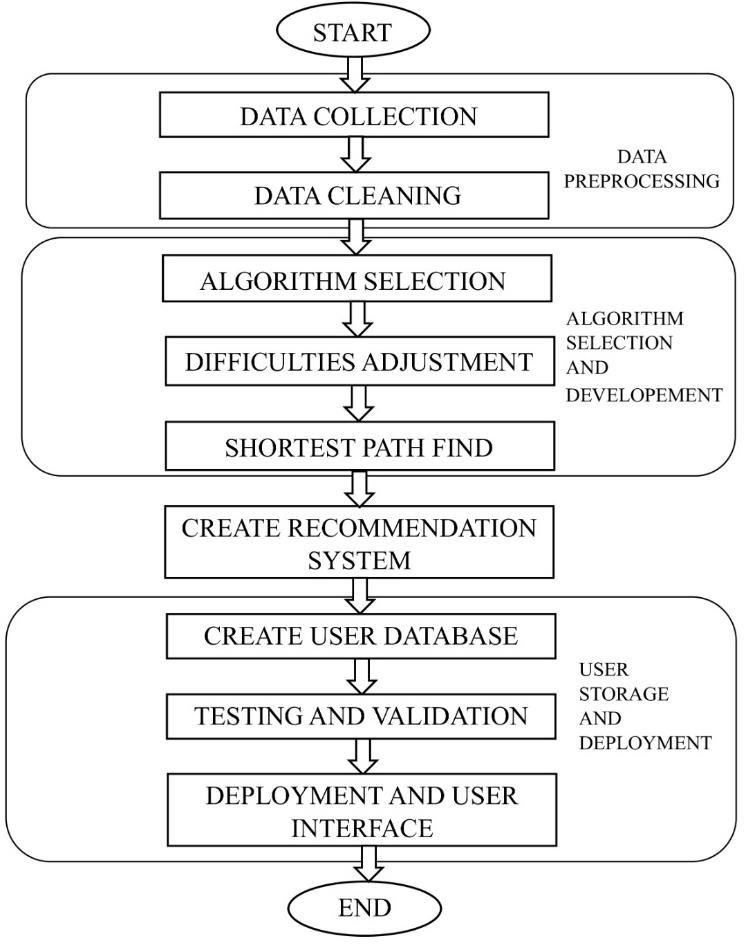 START
DATA COLLECTION
DATA
PREPROCESSING
DATA CLEANING
ALGORITHM SELECTION
ALGORITHM
SELECTION
AND
DEVELOPEMENT
DIFFICULTIES ADJUSTMENT
SHORTEST PATH FIND
CREATE RECOMMENDATION
SYSTEM
CREATE USER DATABASE
USER
STORAGE
AND
DEPLOYMENT
TESTING AND VALIDATION
DEPLOYMENT AND USER
INTERFACE
END